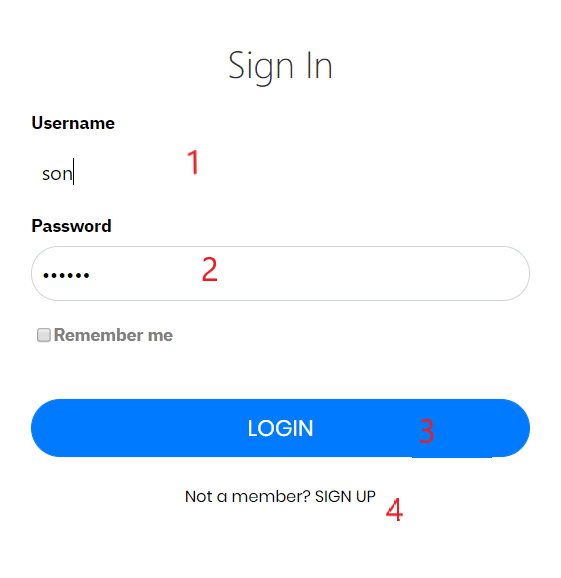 Sign In
Username
son 1
Password
•••••• 2
Remember me
LOGIN 3
Not a member? SIGN UP 4